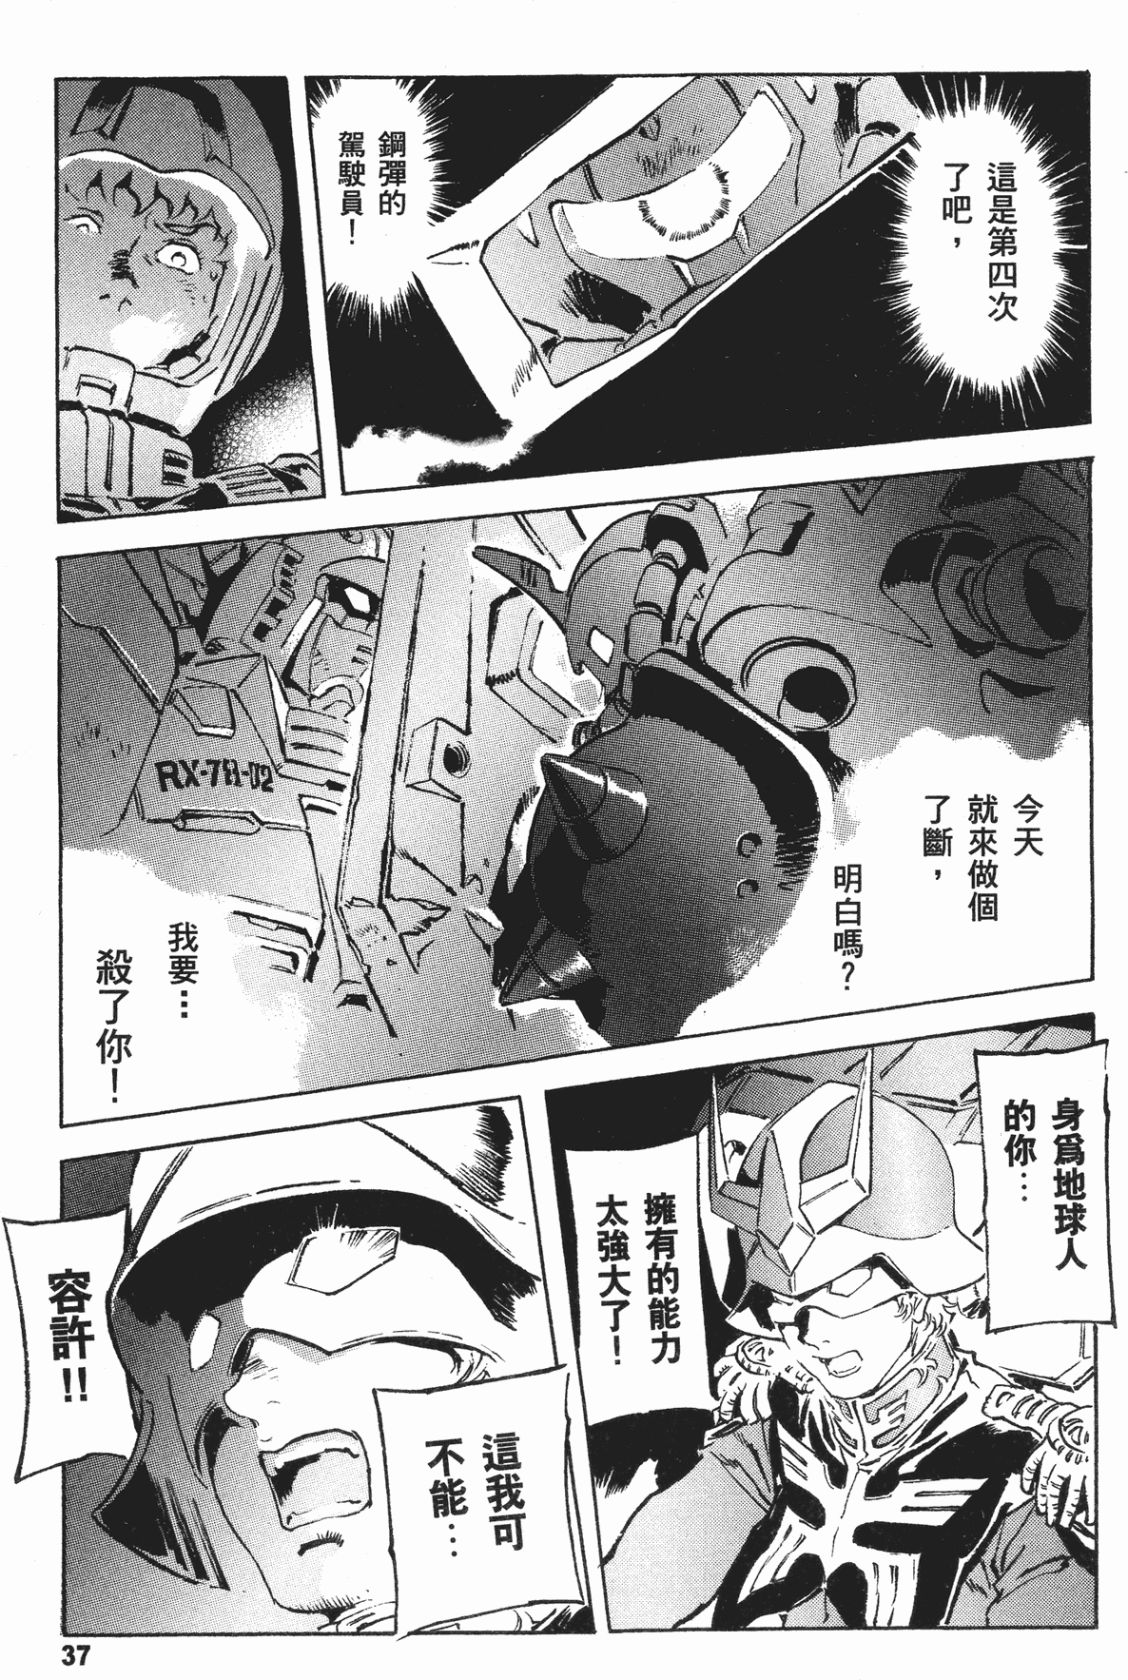 這是第四次
了吧，
鋼彈的
駕駛員！
今天
就來做個
了斷，
明白嗎？
RX-78-02
我要…
殺了你！
身爲地球人
的你…
擁有的能力
太強大了！
這我可
不能…
容許!!
37